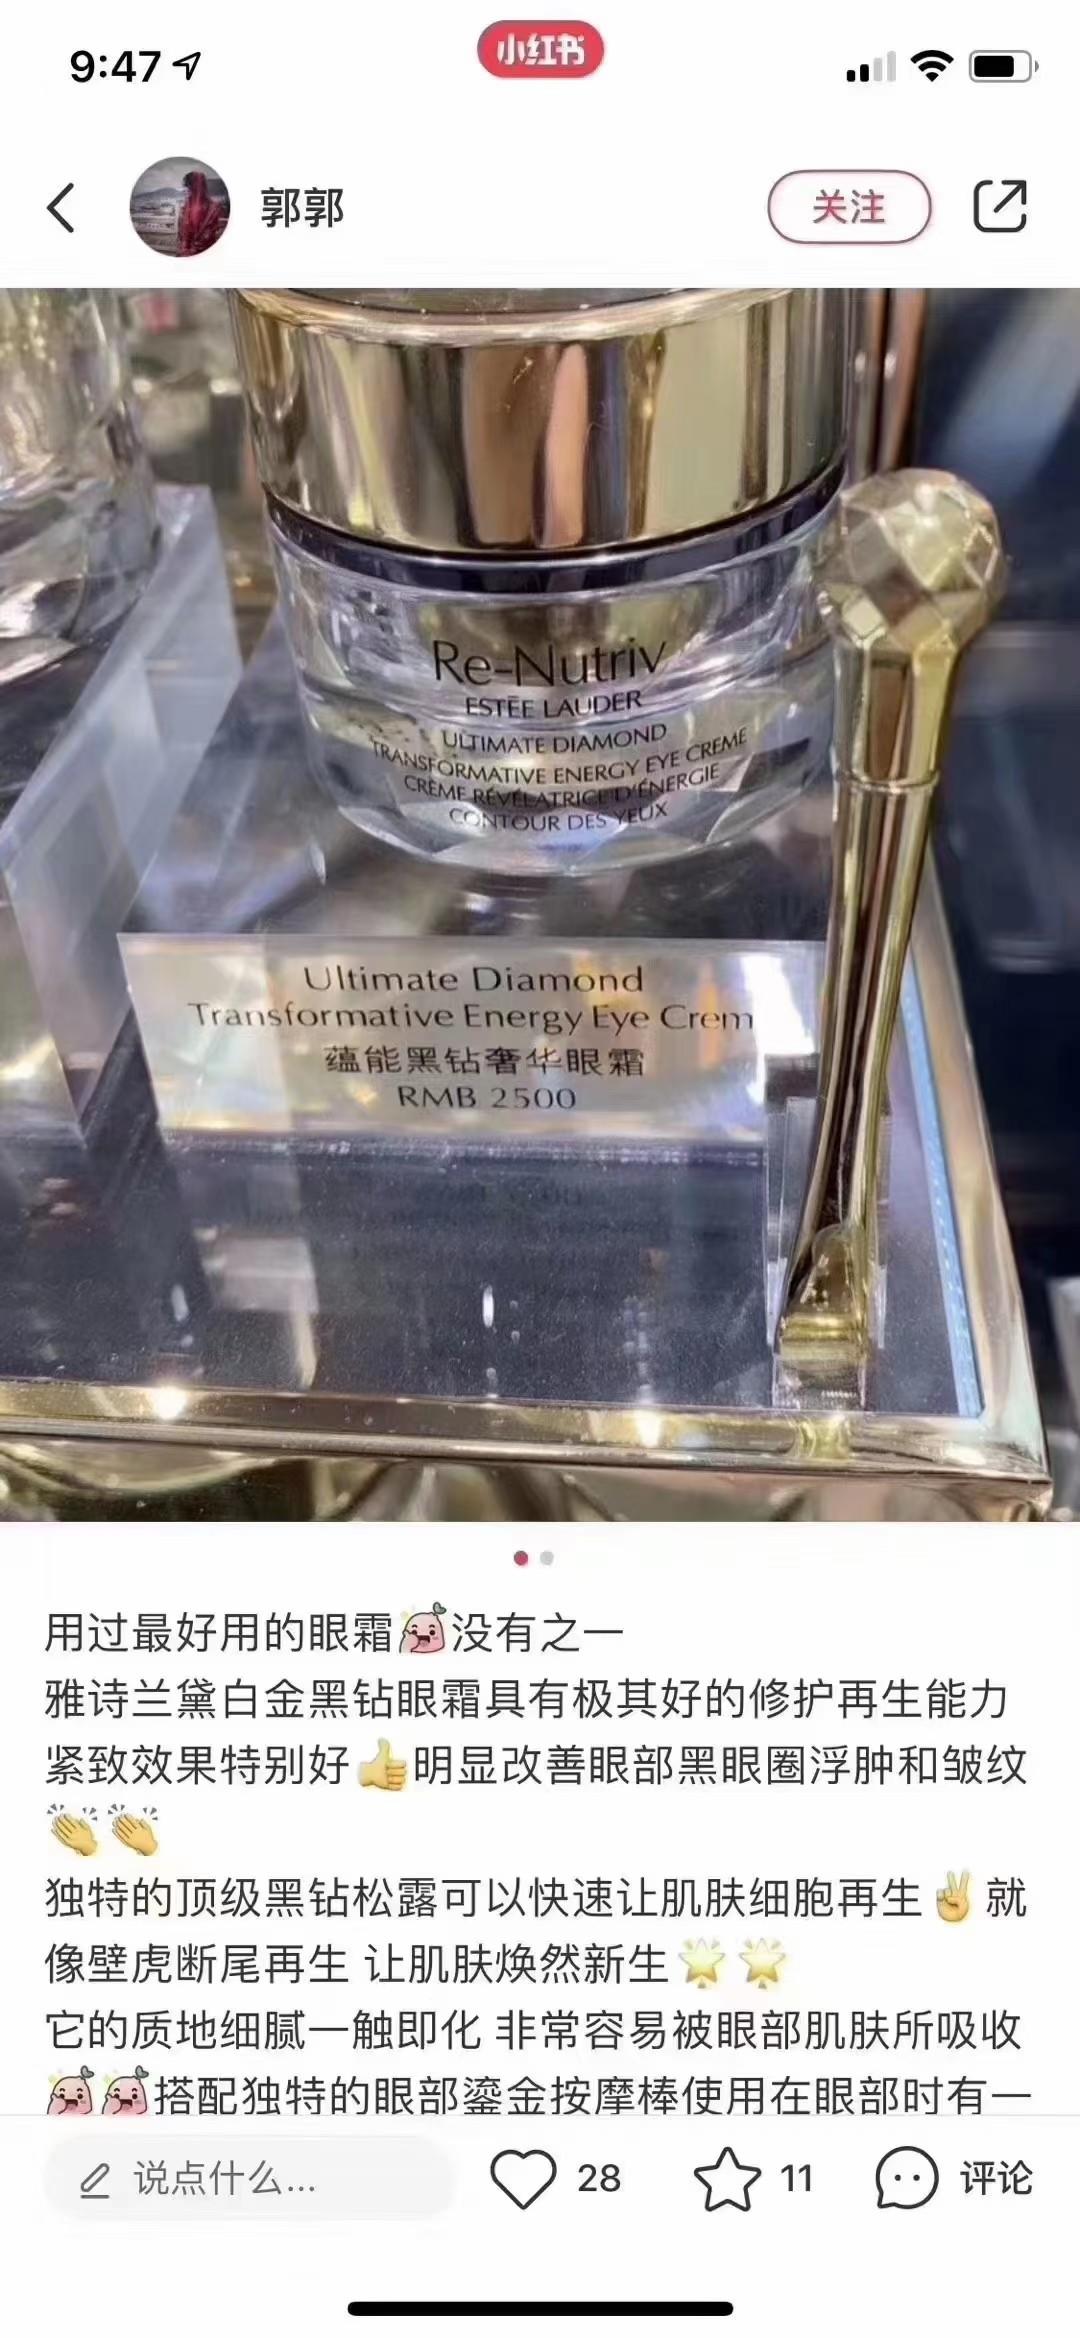 9:47
小红书
郭郭
关注
Re-Nutriv
ESTĒE LAUDER
ULTIMATE DIAMOND
TRANSFORMATIVE ENERGY EYE CREME
CRÈME RÉVÉLATRICE D'ÉNERGIE
CONTOUR DES YEUX
Ultimate Diamond
Transformative Energy Eye Crem
蕴能黑钻奢华眼霜
RMB 2500
用过最好用的眼霜没有之一
雅诗兰黛白金黑钻眼霜具有极其好的修护再生能力
紧致效果特别好👍明显改善眼部黑眼圈浮肿和皱纹
👏👏
独特的顶级黑钻松露可以快速让肌肤细胞再生✌就
像壁虎断尾再生 让肌肤焕然新生🌟🌟
它的质地细腻一触即化 非常容易被眼部肌肤所吸收
搭配独特的眼部鎏金按摩棒使用在眼部时有一
说点什么...
28
11
评论